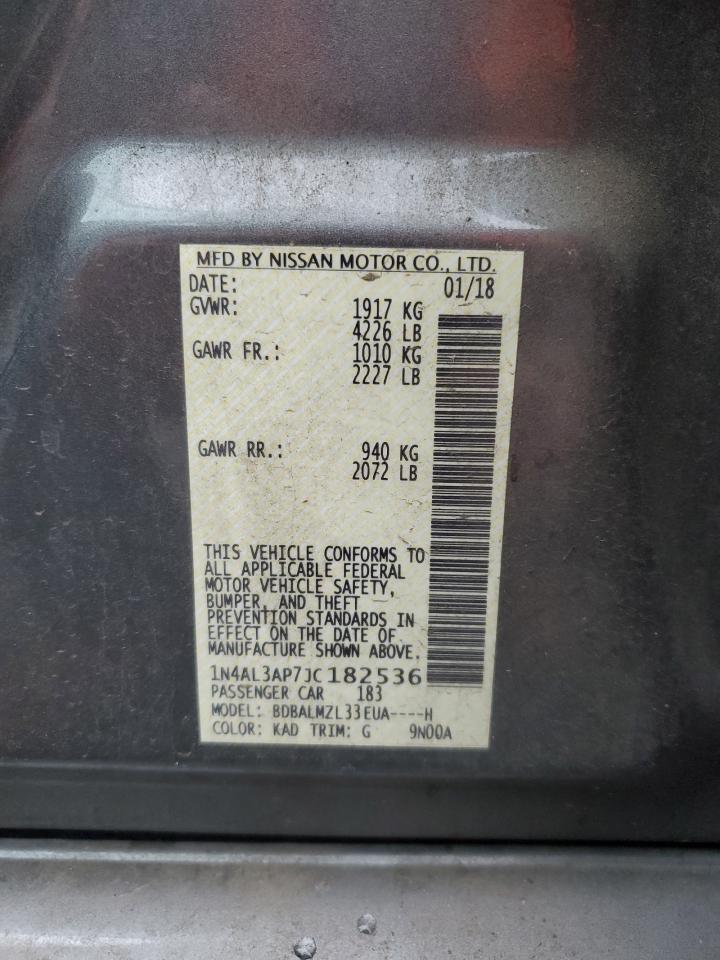 MFD BY NISSAN MOTOR CO., LTD.
DATE: 01/18
GVWR: 1917 KG
4226 LB
GAWR FR.: 1010 KG
2227 LB
GAWR RR.: 940 KG
2072 LB
THIS VEHICLE CONFORMS TO
ALL APPLICABLE FEDERAL
MOTOR VEHICLE SAFETY,
BUMPER, AND THEFT
PREVENTION STANDARDS IN
EFFECT ON THE DATE OF
MANUFACTURE SHOWN ABOVE.
1N4AL3AP7JC182536
PASSENGER CAR 183
MODEL: BDBALMZL33EUA----H
COLOR: KAD TRIM: G 9N00A